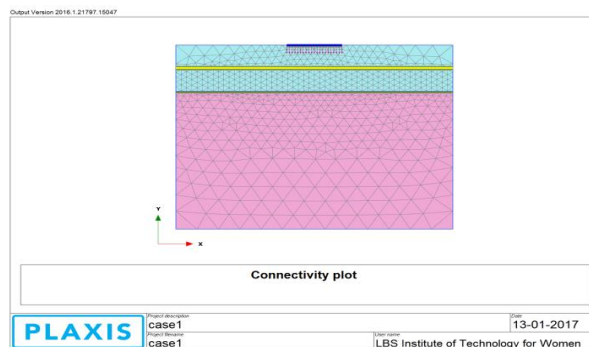 Output Version 2016.1.21797.15047
Y
X
Connectivity plot
PLAXIS
Project description
case1
Date
13-01-2017
Project filename
case1
User name
LBS Institute of Technology for Women